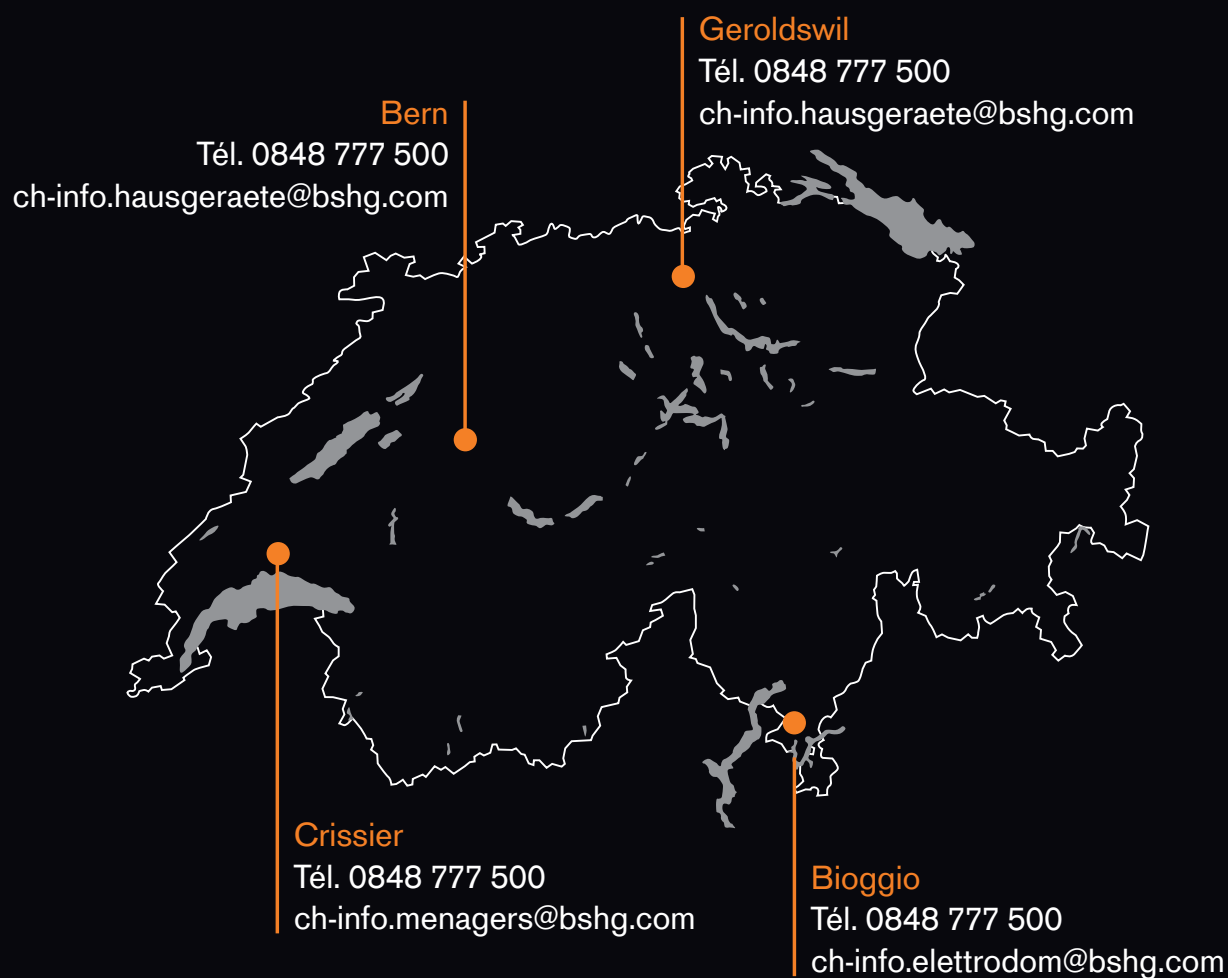 Geroldswil
Tél. 0848 777 500
ch-info.hausgeraete@bshg.com
Bern
Tél. 0848 777 500
ch-info.hausgeraete@bshg.com
Crissier
Tél. 0848 777 500
ch-info.menagers@bshg.com
Bioggio
Tél. 0848 777 500
ch-info.elettrodom@bshg.com